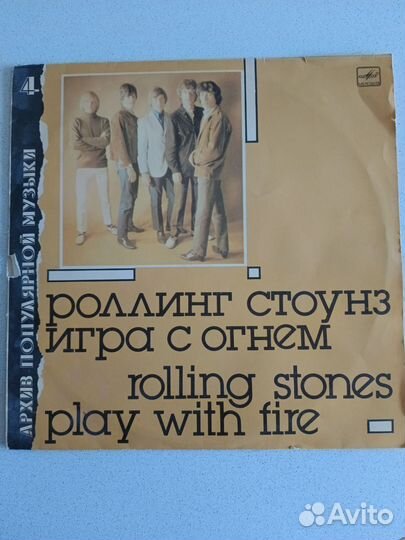 4
АРХИВ ПОПУЛЯРНОЙ МУЗЫКИ
роллинг стоунз
игра с огнем
rolling stones
play with fire
Avito